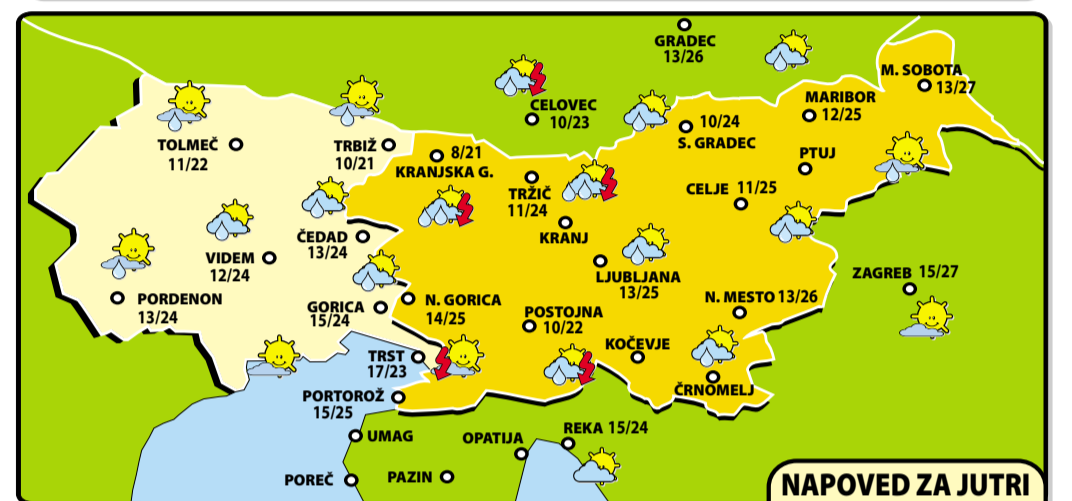 GRADEC
13/26
M. SOBOTA
13/27
CELOVEC
10/23
MARIBOR
12/25
10/24
S. GRADEC
TOLMEČ
11/22
TRBIŽ
10/21
8/21
KRANJSKA G.
PTUJ
TRŽIČ
11/24
CELJE 11/25
KRANJ
ČEDAD
13/24
VIDEM
12/24
LJUBLJANA
13/25
ZAGREB 15/27
PORDENON
13/24
GORICA
15/24
N. GORICA
14/25
N. MESTO 13/26
POSTOJNA
10/22
KOČEVJE
TRST
17/23
ČRNOMELJ
PORTOROŽ
15/25
UMAG
OPATIJA
REKA 15/24
POREČ
PAZIN
NAPOVED ZA JUTRI